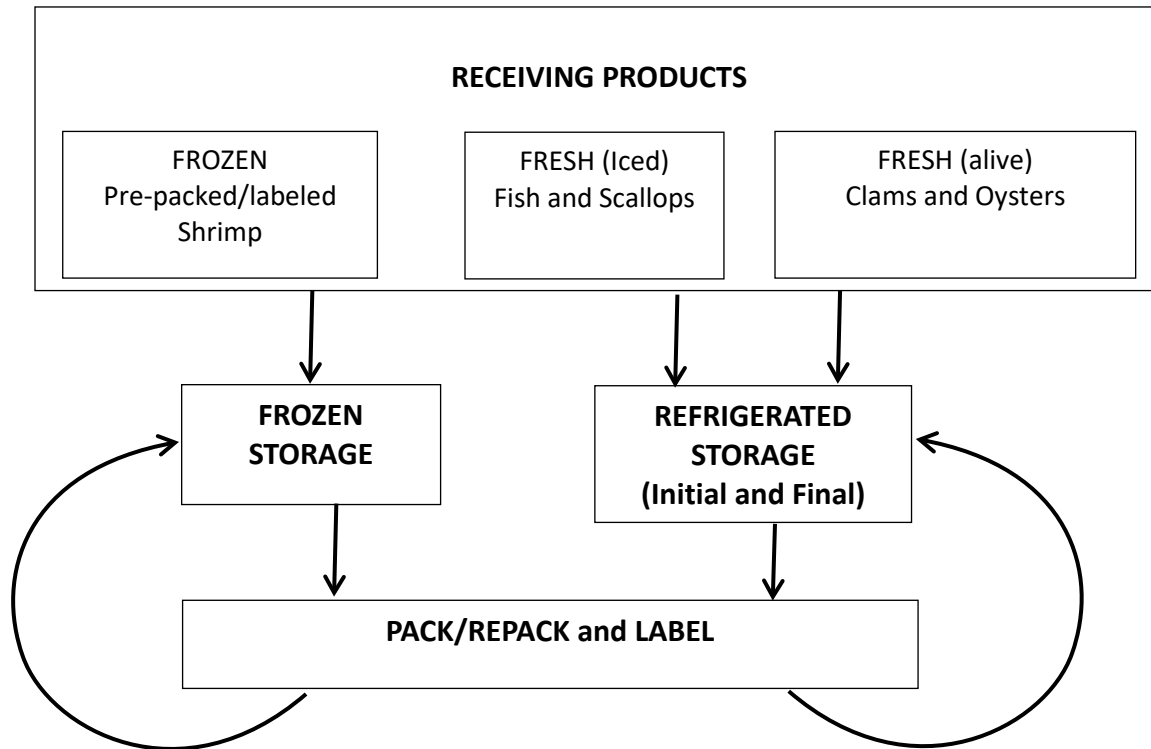 RECEIVING PRODUCTS
FROZEN
Pre-packed/labeled
Shrimp
FRESH (Iced)
Fish and Scallops
FRESH (alive)
Clams and Oysters
FROZEN
STORAGE
REFRIGERATED
STORAGE
(Initial and Final)
PACK/REPACK and LABEL